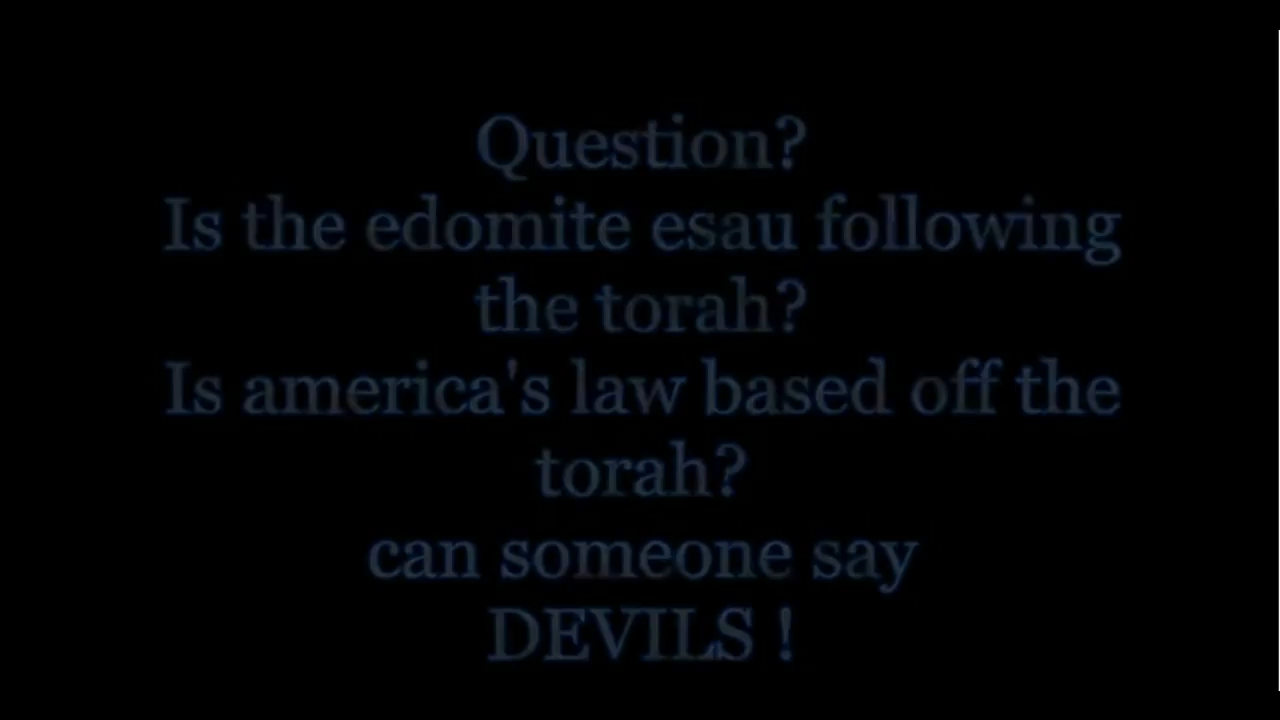 Question?
Is the edomite esau following
the torah?
Is america's law based off the
torah?
can someone say
DEVILS !